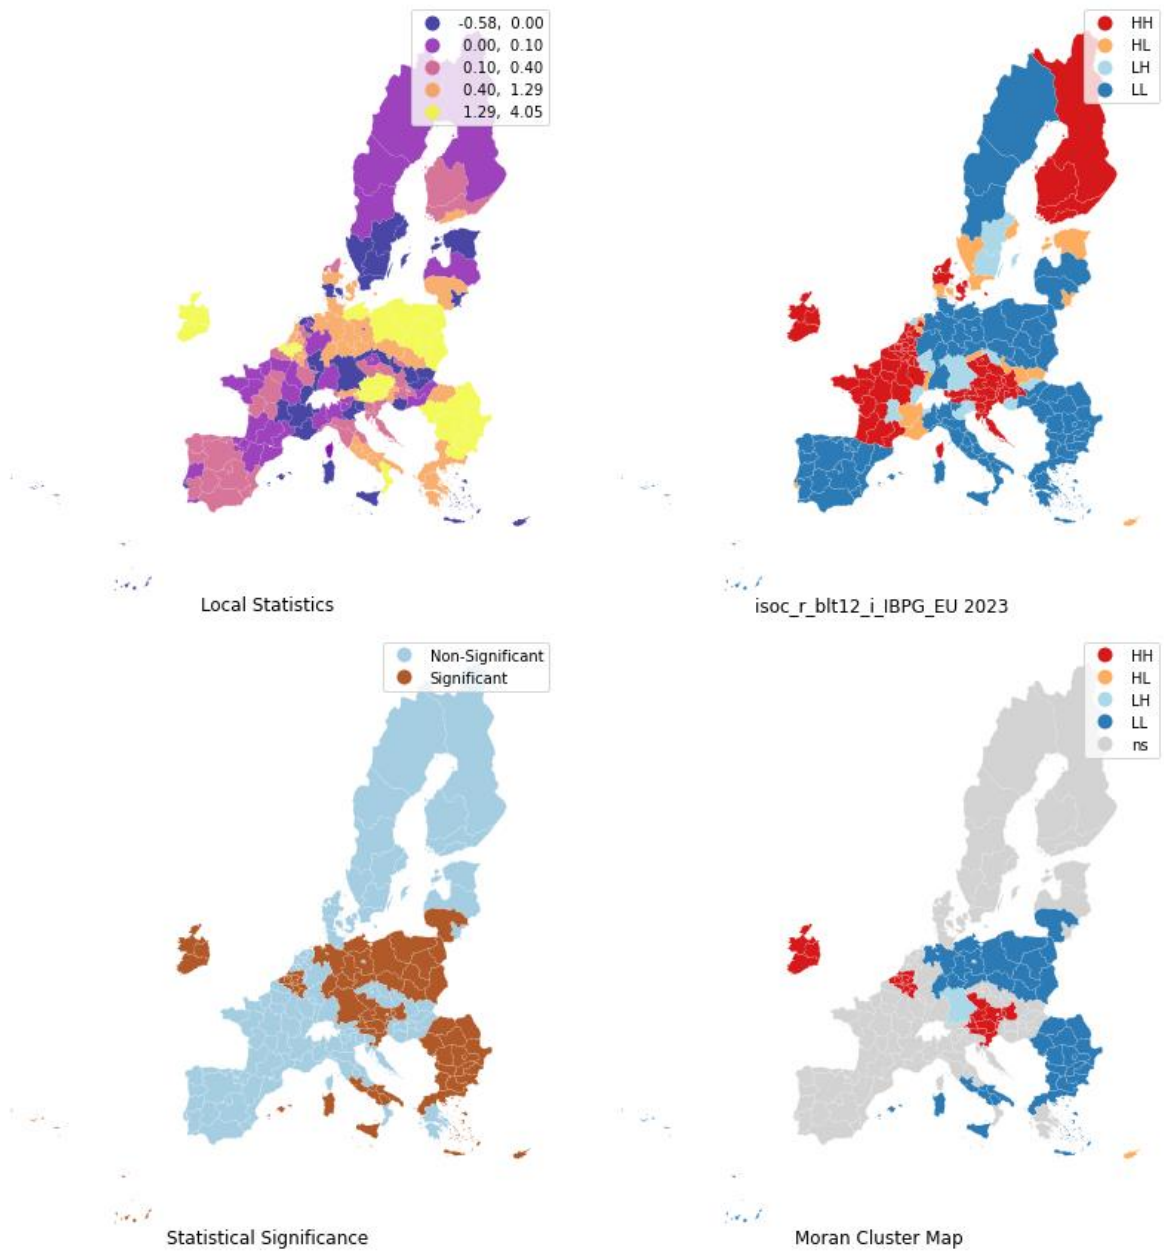 -0.58, 0.00
0.00, 0.10
0.10, 0.40
0.40, 1.29
1.29, 4.05
Local Statistics
HH
HL
LH
LL
isoc_r_blt12_i_IBPG_EU 2023
Non-Significant
Significant
Statistical Significance
HH
HL
LH
LL
ns
Moran Cluster Map